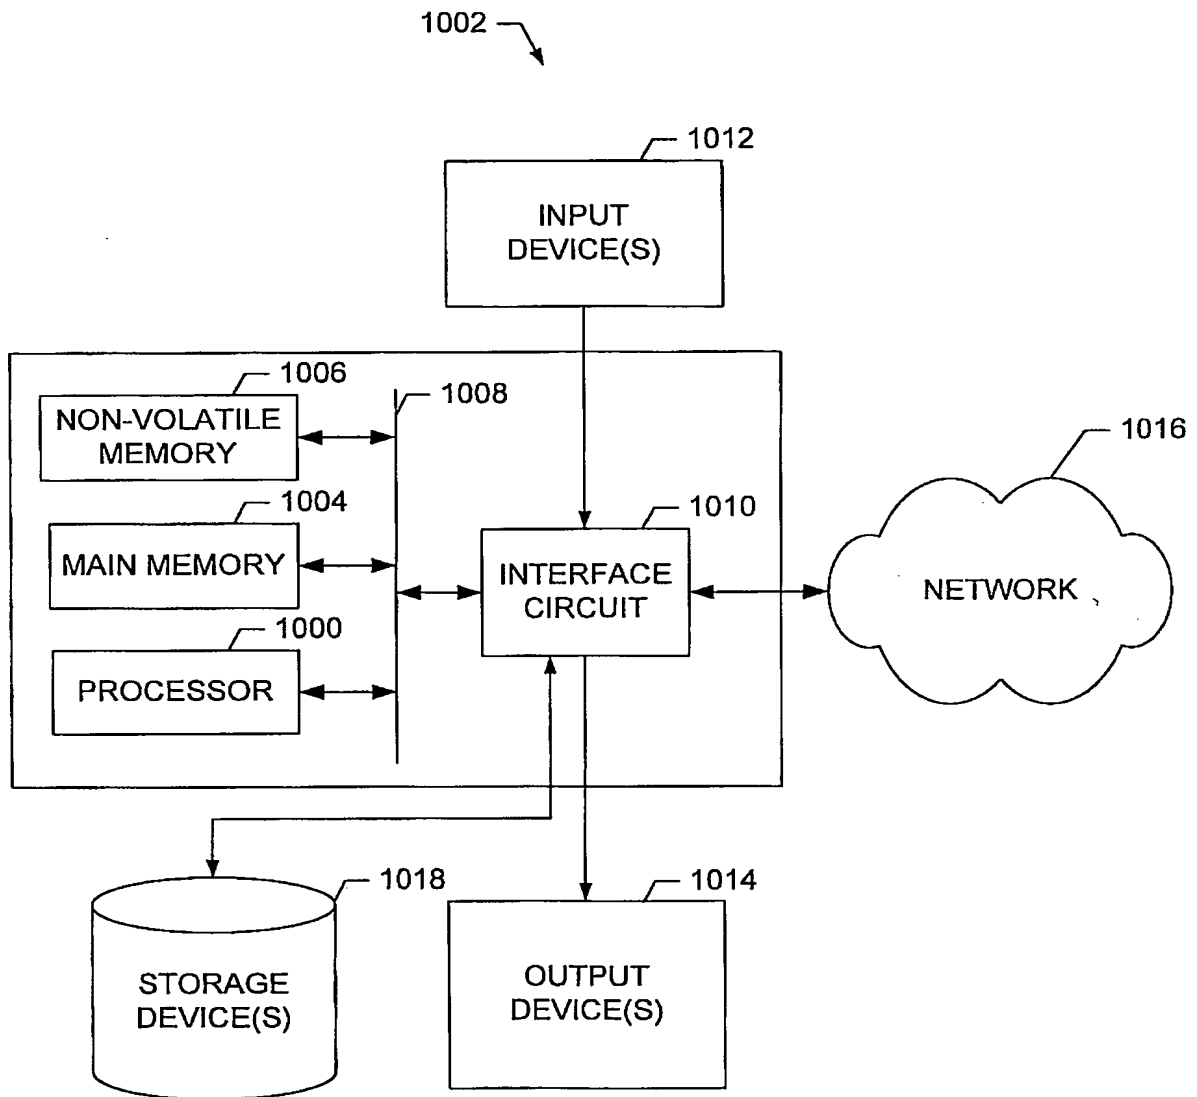 1002
1012
INPUT
DEVICE(S)
1006
NON-VOLATILE
MEMORY
1008
1004
MAIN MEMORY
1000
PROCESSOR
1010
INTERFACE
CIRCUIT
1016
NETWORK
1018
STORAGE
DEVICE(S)
1014
OUTPUT
DEVICE(S)